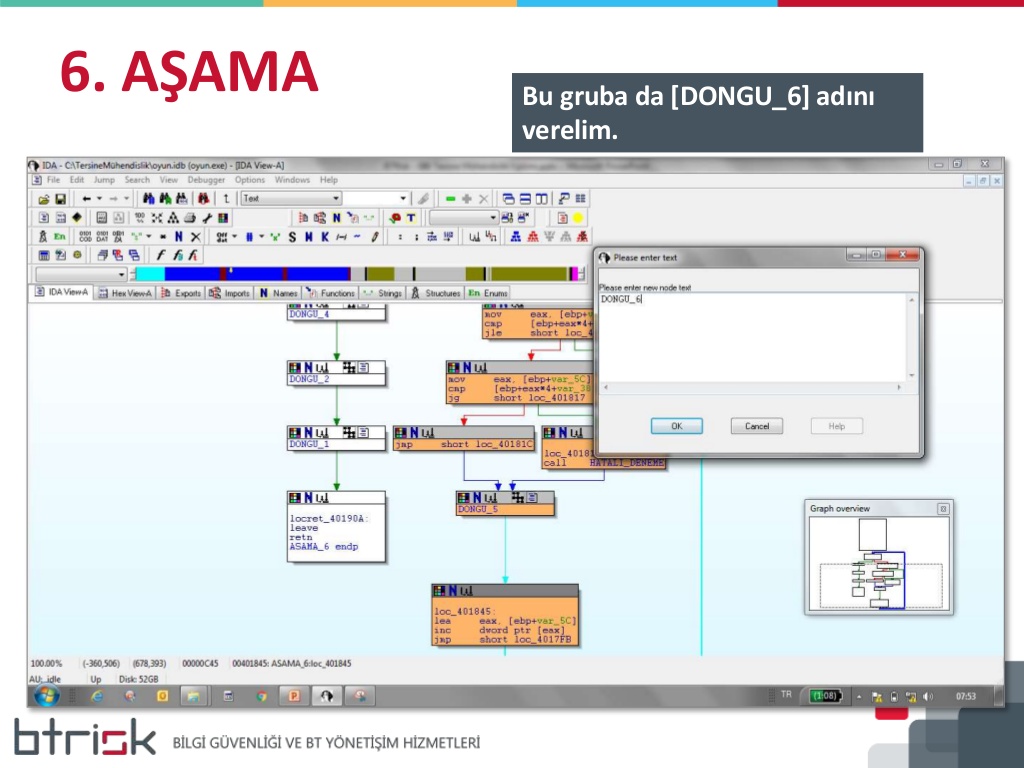 6. AŞAMA
Bu gruba da [DONGU_6] adını
verelim.
IDA - C:\TersineMühendislik\oyun.idb (oyun.exe) - [IDA View-A]
File Edit Jump Search View Debugger Options Windows Help
Text
IDA View-A Hex View-A Exports Imports N Names Functions Strings Structures En Enums
Please enter text
Please enter new node text
DONGU_6
OK Cancel Help
DONGU_4
mov eax, [ebp+v
cmp [ebp+eax*4+
jle short loc_4
DONGU_2
mov eax, [ebp+var_5C]
cmp [ebp+eax*4+var_3B
jg short loc_401817
DONGU_1
jmp short loc_40181C
loc_40181
call HATALI_DENEME
locret_40190A:
leave
retn
ASAMA_6 endp
DONGU_5
loc_401845:
lea eax, [ebp+var_5C]
inc dword ptr [eax]
jmp short loc_4017FB
Graph overview
100.00% (-360,506) (678,393) 00000C45 00401845: ASAMA_6:loc_401845
AU: idle Up Disk: 52GB
TR (1:08) 07:53
btrisk BİLGİ GÜVENLİĞİ VE BT YÖNETİŞİM HİZMETLERİ